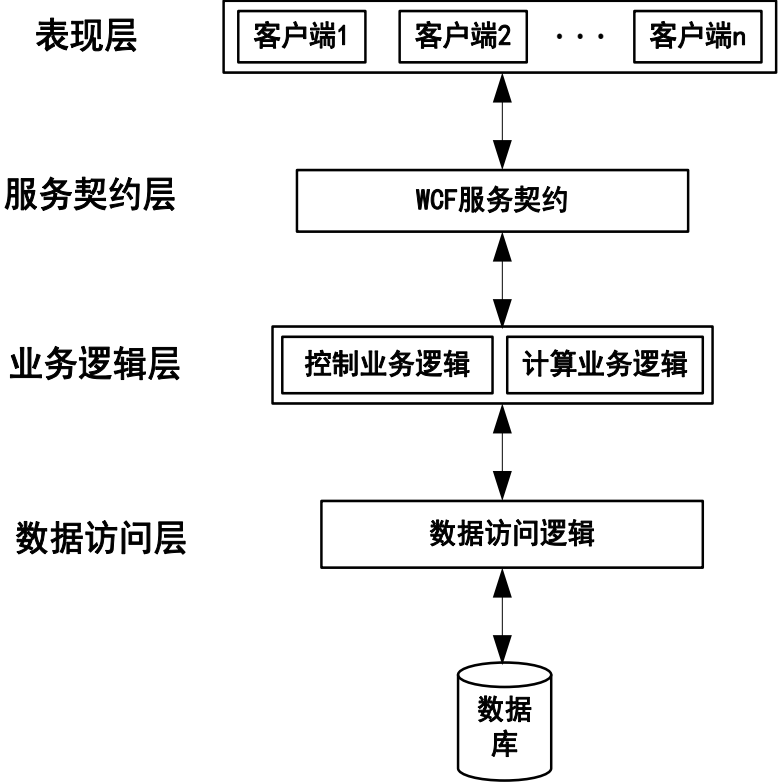 表现层
客户端1 客户端2 ··· 客户端n
服务契约层
WCF服务契约
业务逻辑层
控制业务逻辑 计算业务逻辑
数据访问层
数据访问逻辑
数据
库